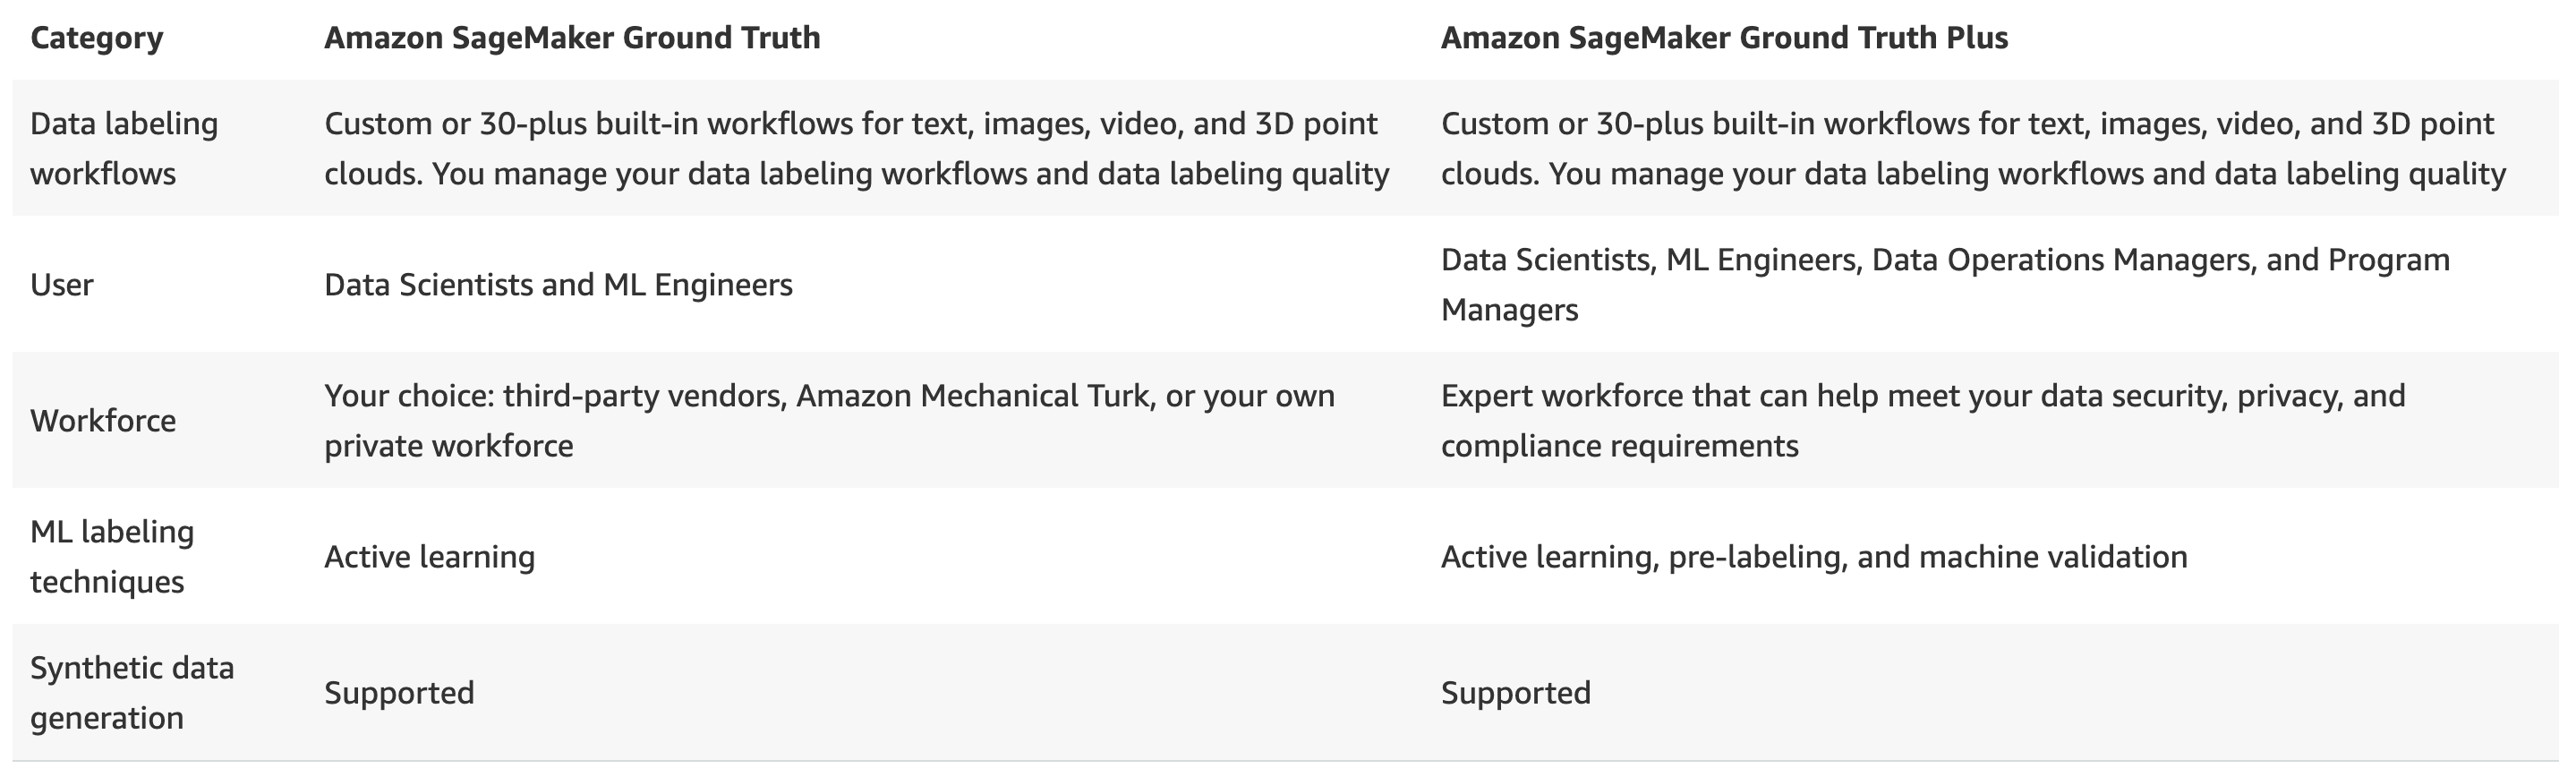 Category Amazon SageMaker Ground Truth Amazon SageMaker Ground Truth Plus
Data labeling workflows
Custom or 30-plus built-in workflows for text, images, video, and 3D point
clouds. You manage your data labeling workflows and data labeling quality
Custom or 30-plus built-in workflows for text, images, video, and 3D point
clouds. You manage your data labeling workflows and data labeling quality
User
Data Scientists and ML Engineers
Data Scientists, ML Engineers, Data Operations Managers, and Program
Managers
Workforce
Your choice: third-party vendors, Amazon Mechanical Turk, or your own
private workforce
Expert workforce that can help meet your data security, privacy, and
compliance requirements
ML labeling
techniques
Active learning
Active learning, pre-labeling, and machine validation
Synthetic data
generation
Supported
Supported